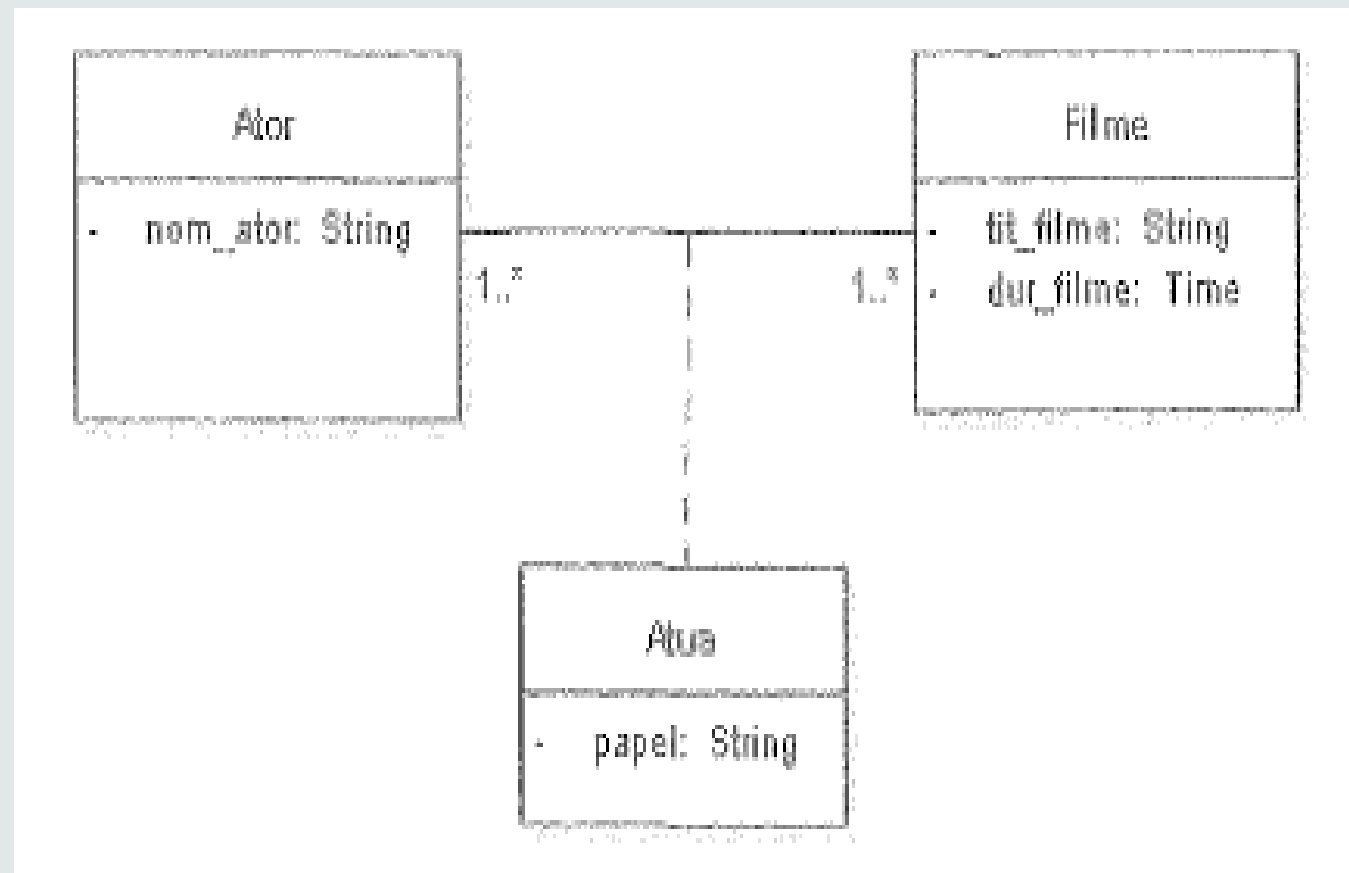 Ator
- nom_ator: String
1..*
Filme
- tit_filme: String
- dur_filme: Time
1..*
Atua
- papel: String